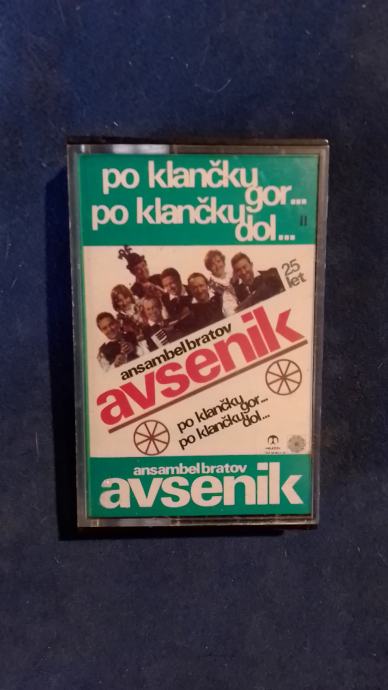 po klančku
gor...
po klančku
dol... II
25
let
ansambel bratov
avsenik
po klančku
gor...
po klančku
dol...
ansambel bratov
avsenik